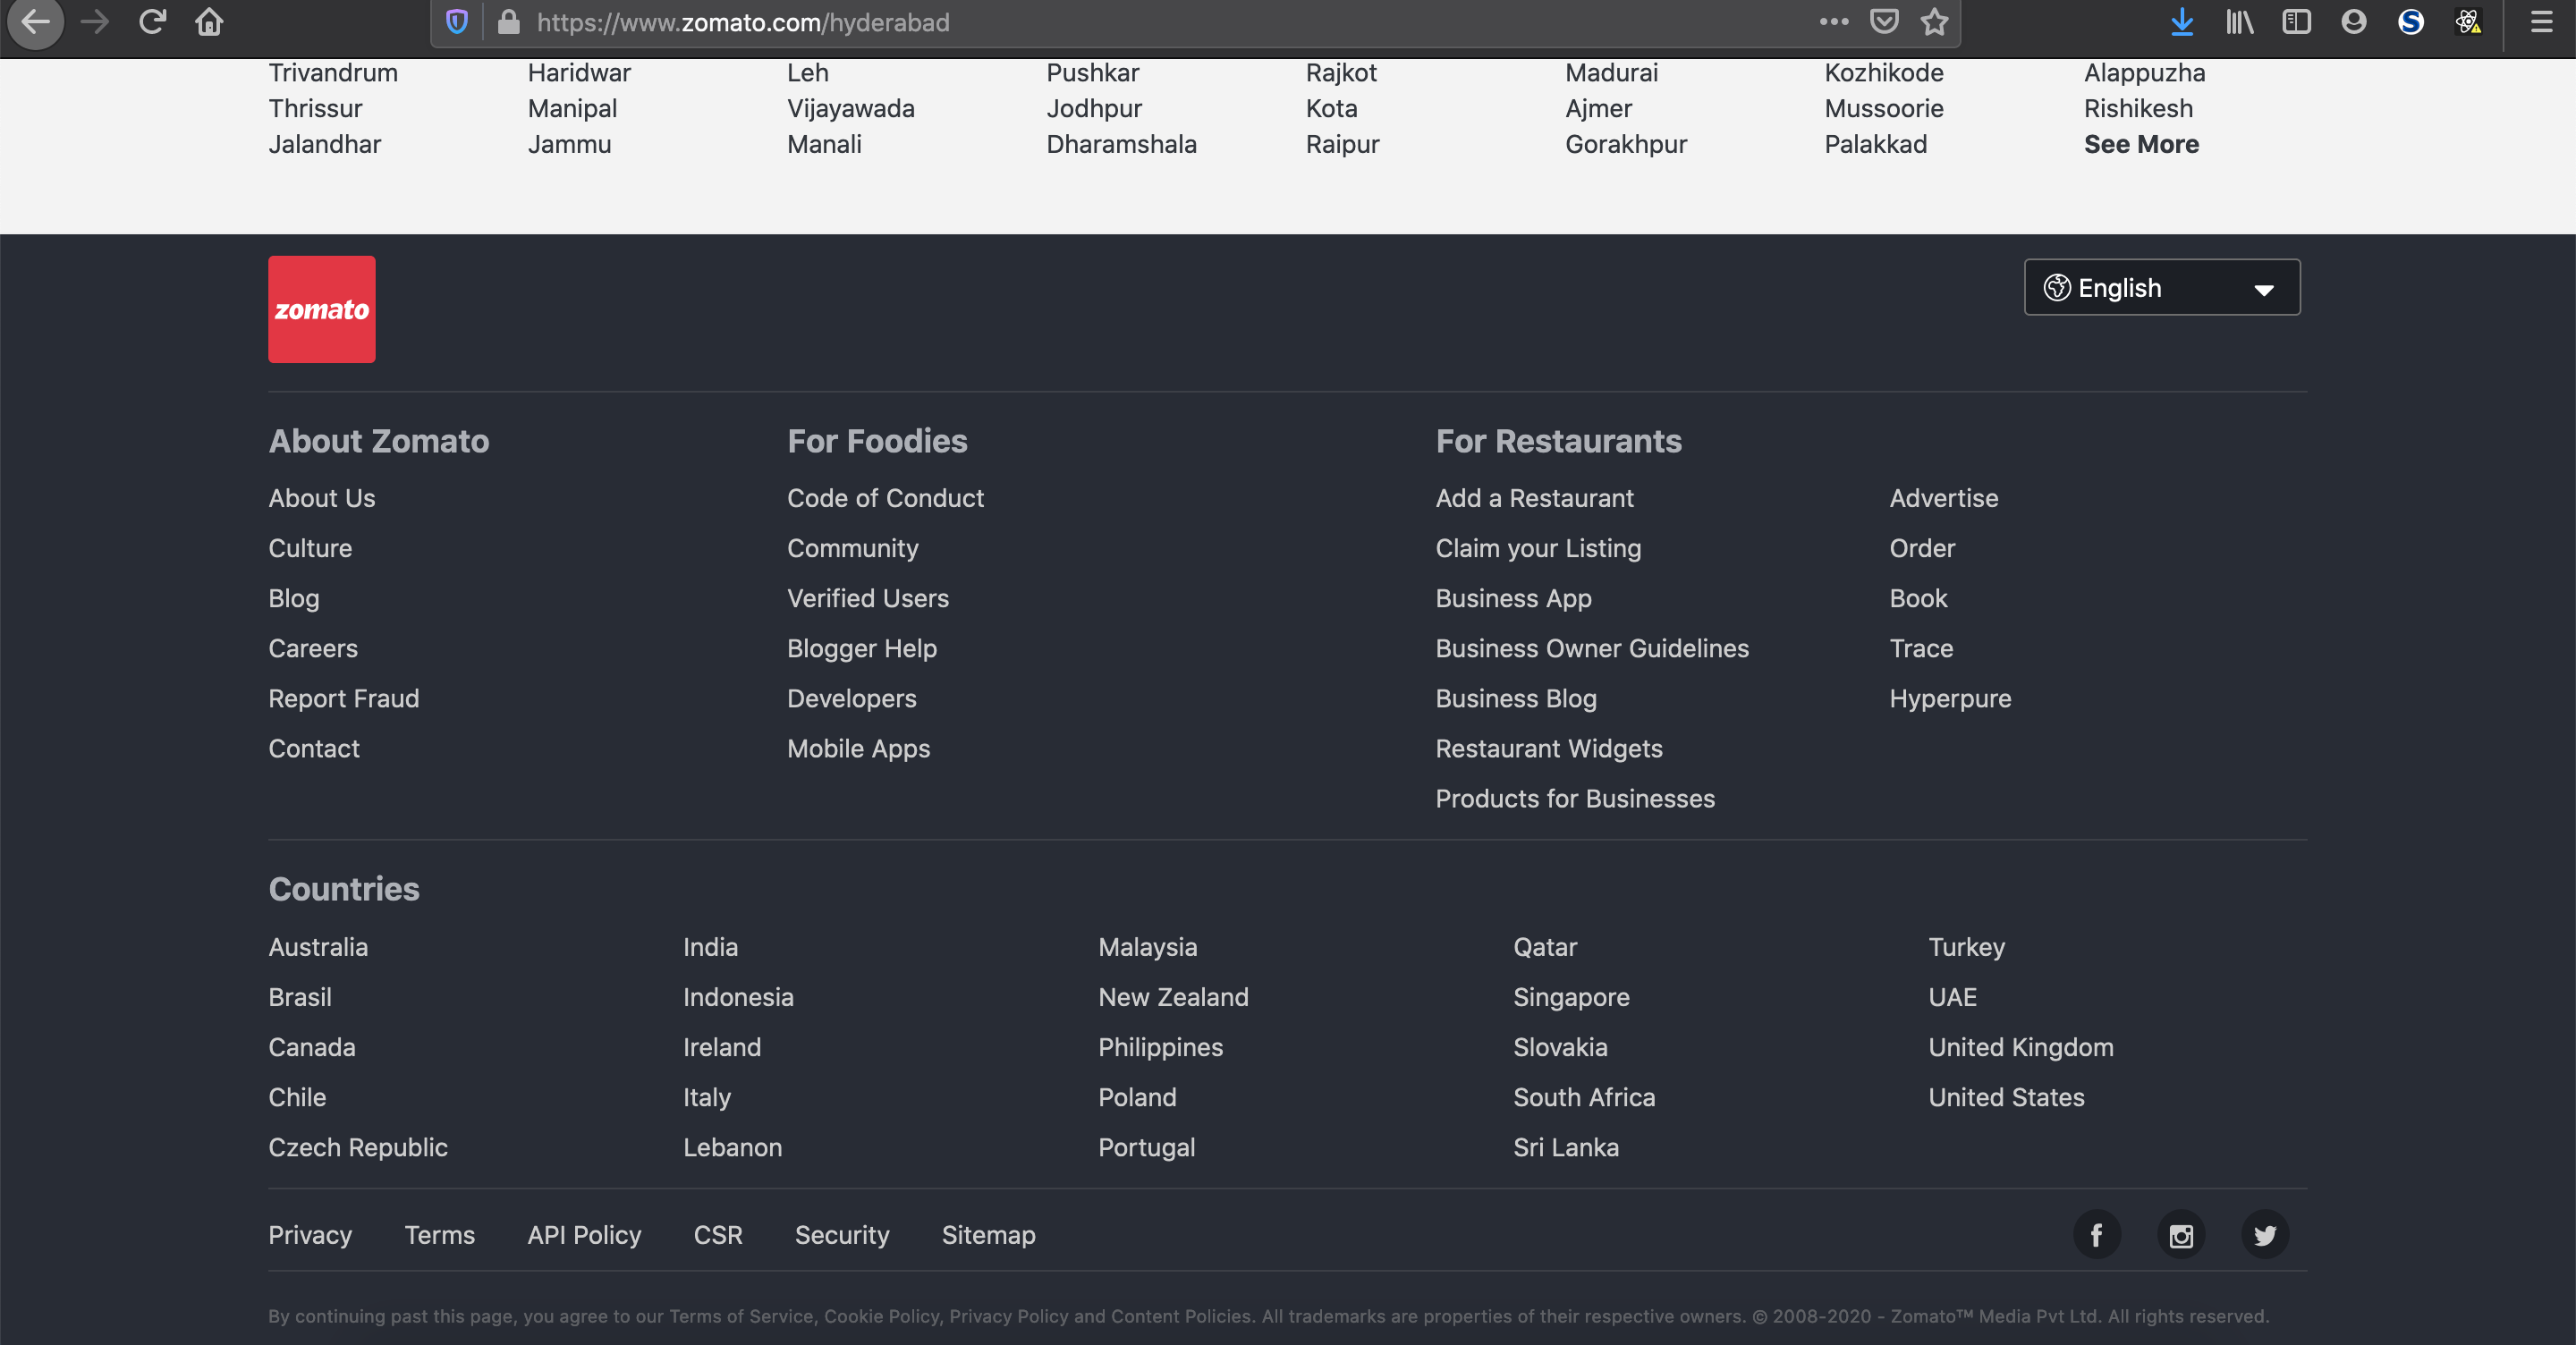 https://www.zomato.com/hyderabad
Trivandrum Haridwar Leh Pushkar Rajkot Madurai Kozhikode Alappuzha
Thrissur Manipal Vijayawada Jodhpur Kota Ajmer Mussoorie Rishikesh
Jalandhar Jammu Manali Dharamshala Raipur Gorakhpur Palakkad See More
zomato
English
About Zomato
About Us
Culture
Blog
Careers
Report Fraud
Contact
For Foodies
Code of Conduct
Community
Verified Users
Blogger Help
Developers
Mobile Apps
For Restaurants
Add a Restaurant
Claim your Listing
Business App
Business Owner Guidelines
Business Blog
Restaurant Widgets
Products for Businesses
Advertise
Order
Book
Trace
Hyperpure
Countries
Australia
Brasil
Canada
Chile
Czech Republic
India
Indonesia
Ireland
Italy
Lebanon
Malaysia
New Zealand
Philippines
Poland
Portugal
Qatar
Singapore
Slovakia
South Africa
Sri Lanka
Turkey
UAE
United Kingdom
United States
Privacy Terms API Policy CSR Security Sitemap
By continuing past this page, you agree to our Terms of Service, Cookie Policy, Privacy Policy and Content Policies. All trademarks are properties of their respective owners. © 2008-2020 - Zomato™ Media Pvt Ltd. All rights reserved.